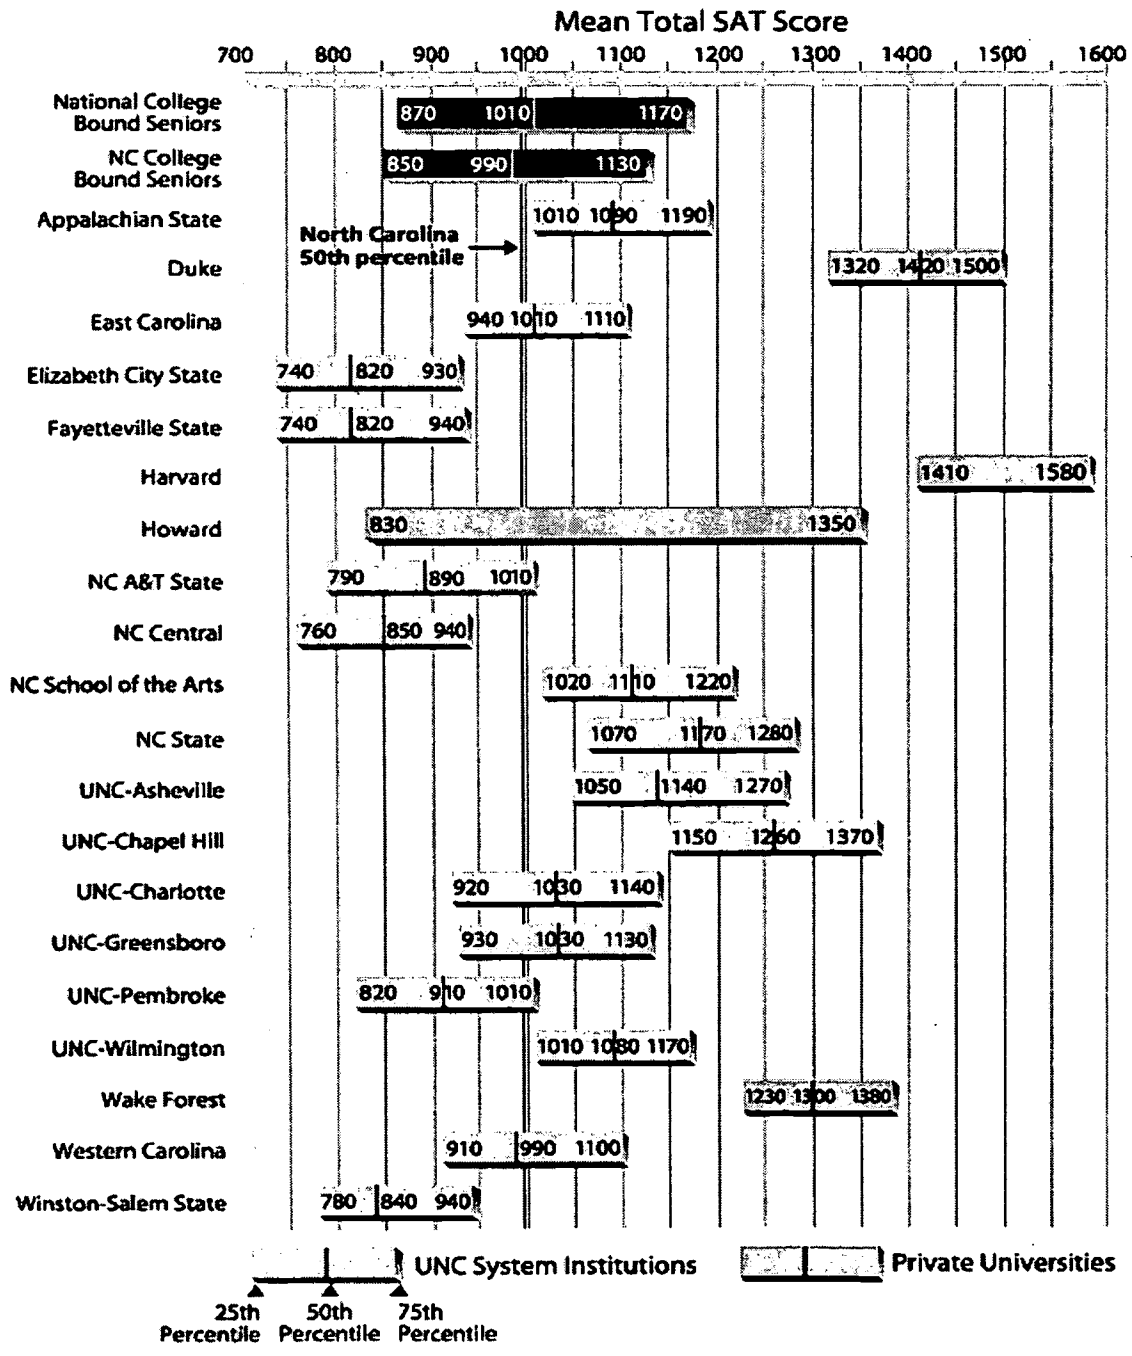 Mean Total SAT Score
700 800 900 1000 1100 1200 1300 1400 1500 1600
National College
Bound Seniors
870 1010 1170
NC College
Bound Seniors
850 990 1130
Appalachian State
1010 1090 1190
North Carolina
50th percentile
Duke
1320 1420 1500
East Carolina
940 1010 1110
Elizabeth City State
740 820 930
Fayetteville State
740 820 940
Harvard
1410 1580
Howard
830 1350
NC A&T State
790 890 1010
NC Central
760 850 940
NC School of the Arts
1020 1110 1220
NC State
1070 1170 1280
UNC-Asheville
1050 1140 1270
UNC-Chapel Hill
1150 1260 1370
UNC-Charlotte
920 1030 1140
UNC-Greensboro
930 1030 1130
UNC-Pembroke
820 910 1010
UNC-Wilmington
1010 1080 1170
Wake Forest
1230 1300 1380
Western Carolina
910 990 1100
Winston-Salem State
780 840 940
UNC System Institutions
Private Universities
25th 50th 75th
Percentile Percentile Percentile